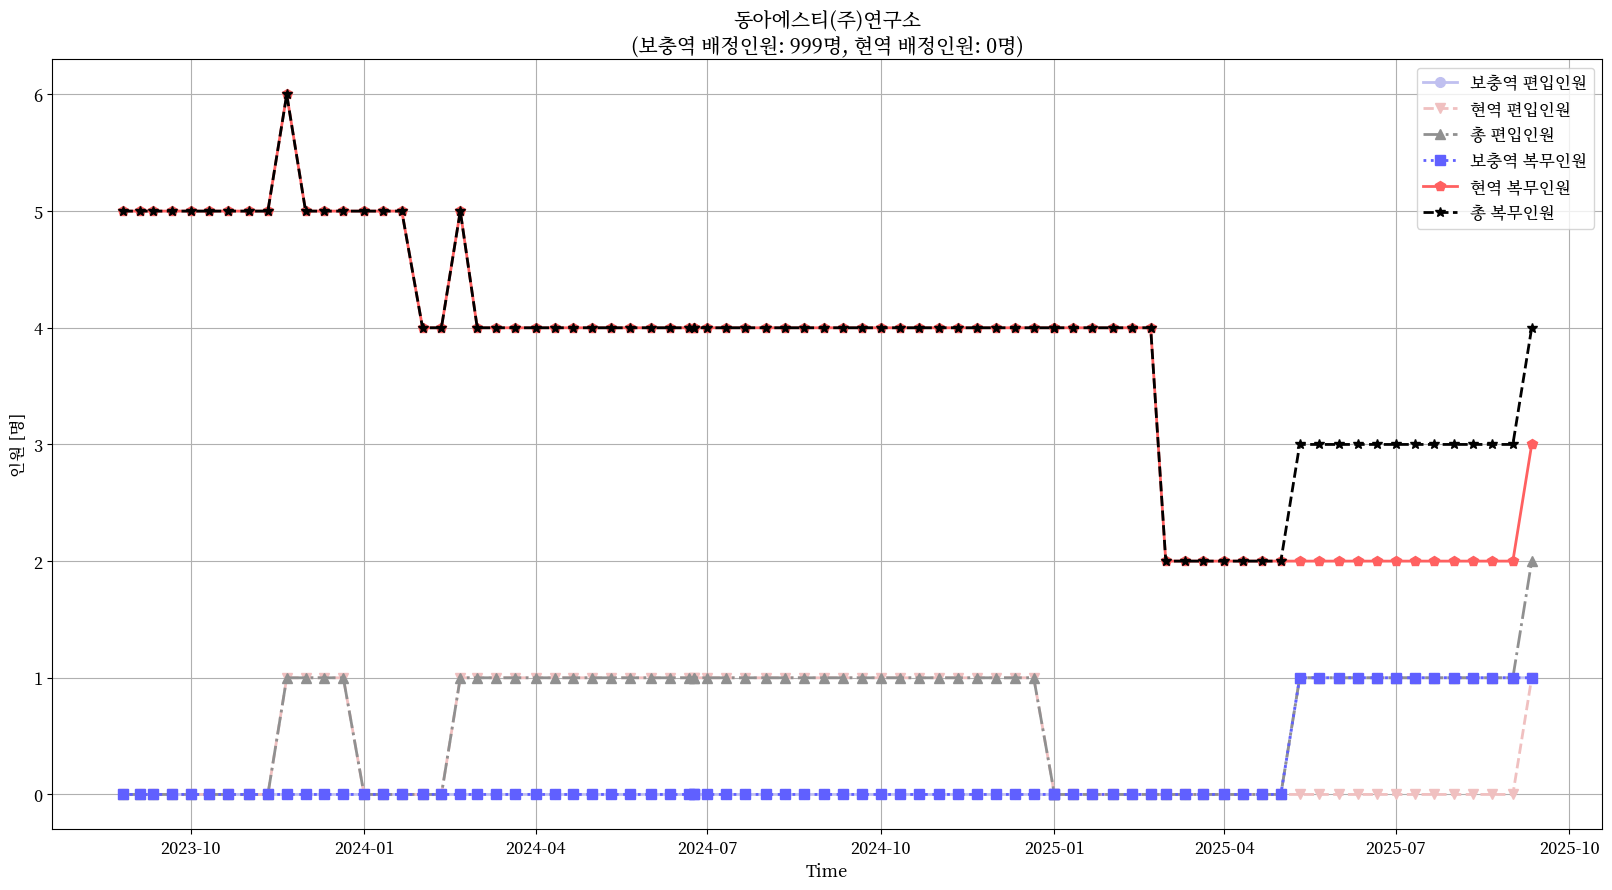 동아에스티(주)연구소
(보충역 배정인원: 999명, 현역 배정인원: 0명)
보충역 편입인원
현역 편입인원
총 편입인원
보충역 복무인원
현역 복무인원
총 복무인원
인원 [명]
6
5
4
3
2
1
0
2023-10
2024-01
2024-04
2024-07
2024-10
2025-01
2025-04
2025-07
2025-10
Time